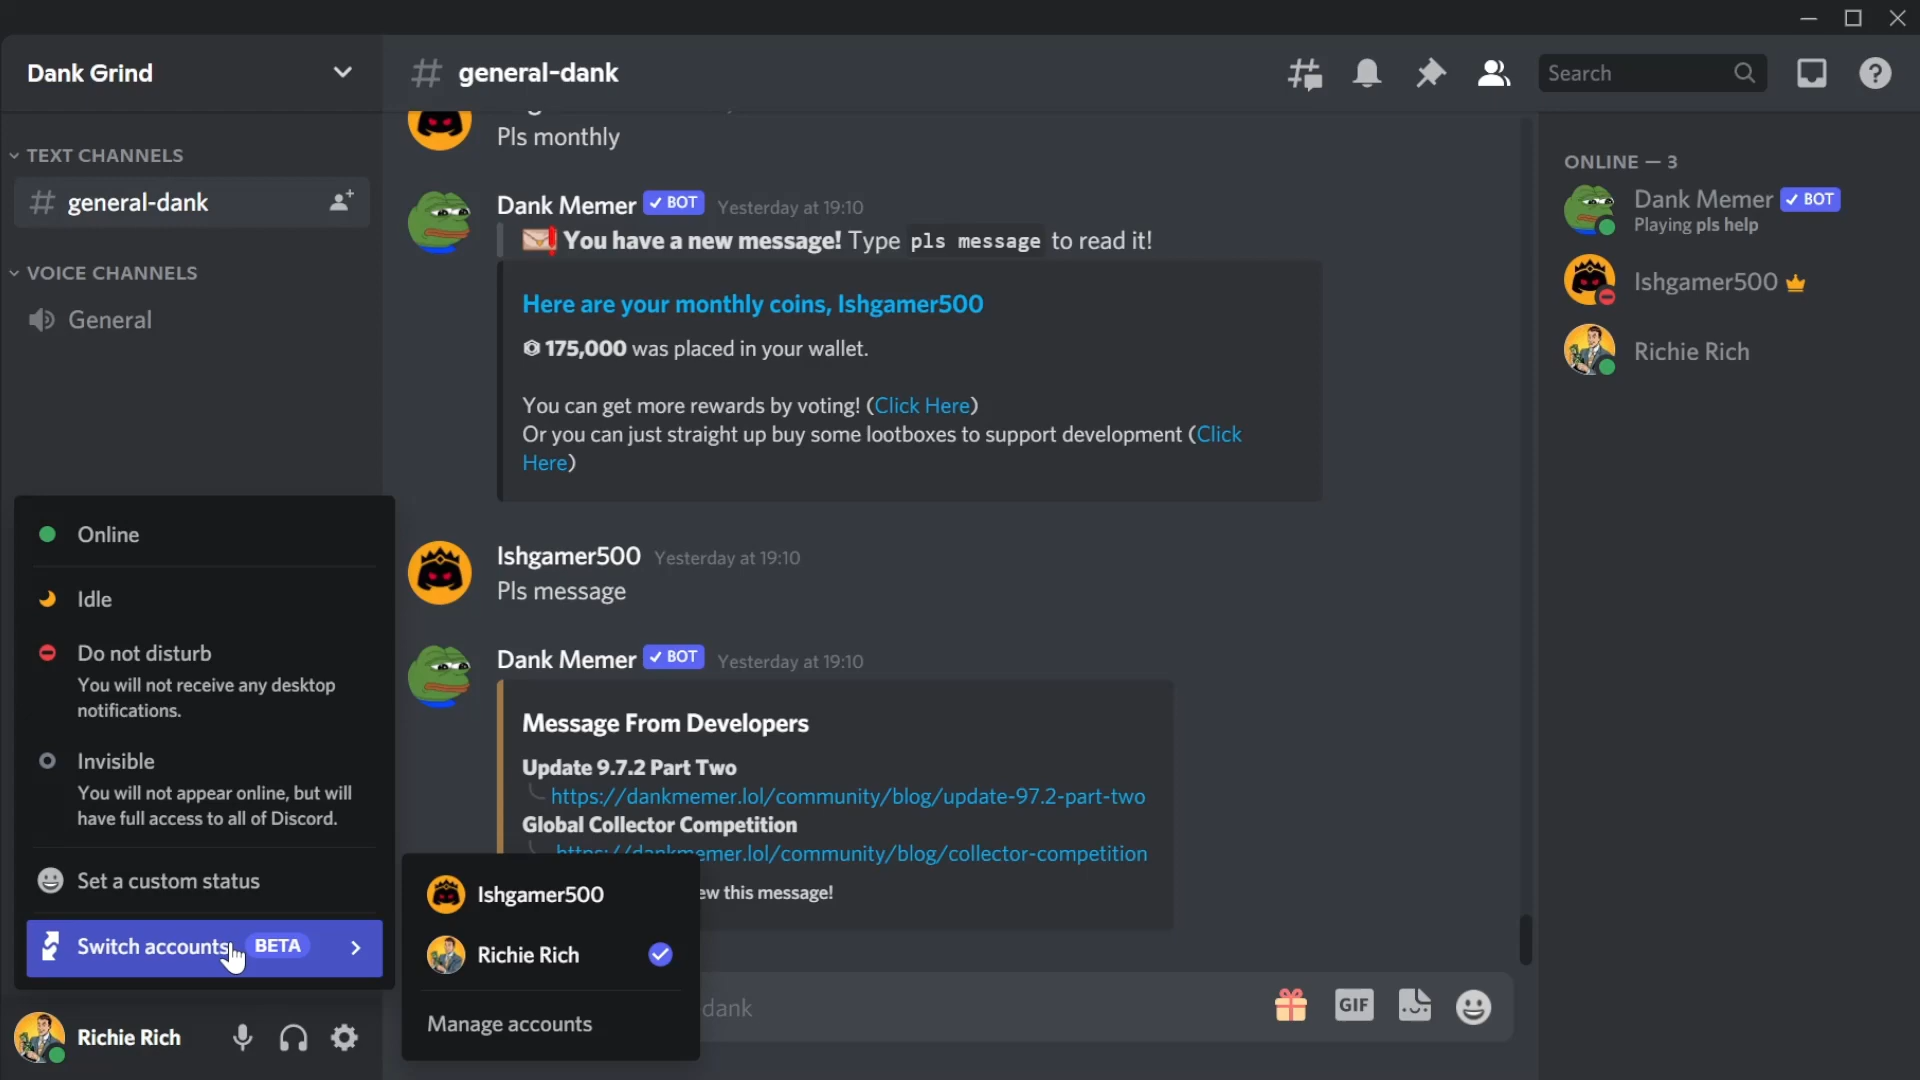 Dank Grind
general-dank
Search
TEXT CHANNELS
general-dank
VOICE CHANNELS
General
Pls monthly
Dank Memer BOT Yesterday at 19:10
You have a new message! Type pls message to read it!
Here are your monthly coins, Ishgamer500
175,000 was placed in your wallet.
You can get more rewards by voting! (Click Here)
Or you can just straight up buy some lootboxes to support development (Click
Here)
Ishgamer500 Yesterday at 19:10
Pls message
Dank Memer BOT Yesterday at 19:10
Message From Developers
Update 9.7.2 Part Two
https://dankmemer.lol/community/blog/update-97.2-part-two
Global Collector Competition
https://dankmemer.lol/community/blog/collector-competition
ew this message!
dank
GIF
ONLINE — 3
Dank Memer BOT
Playing pls help
Ishgamer500
Richie Rich
Online
Idle
Do not disturb
You will not receive any desktop
notifications.
Invisible
You will not appear online, but will
have full access to all of Discord.
Set a custom status
Switch accounts BETA
Ishgamer500
Richie Rich
Manage accounts
Richie Rich